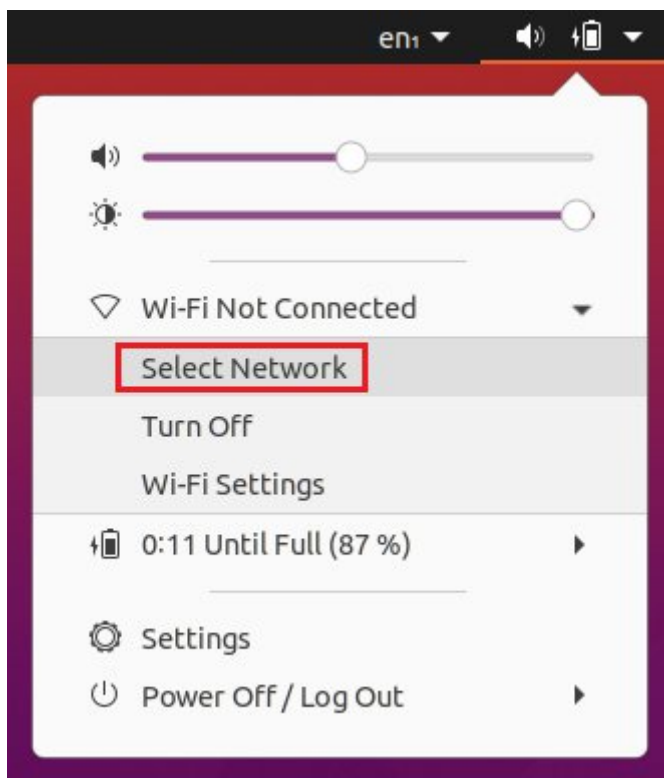 en₁
Wi-Fi Not Connected
Select Network
Turn Off
Wi-Fi Settings
0:11 Until Full (87 %)
Settings
Power Off / Log Out